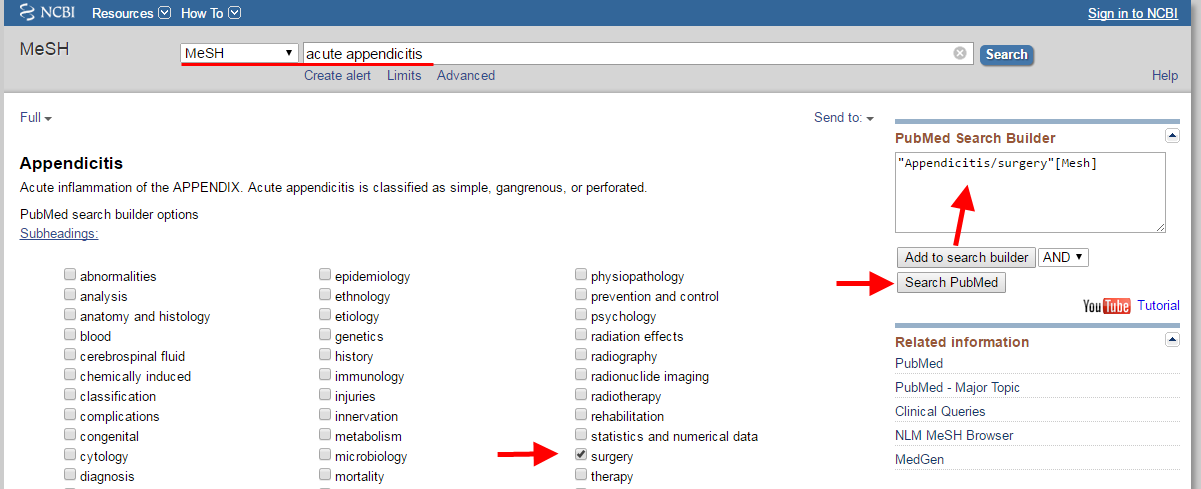 NCBI Resources How To Sign in to NCBI
MeSH MeSH acute appendicitis Search
Create alert Limits Advanced Help
Full Send to:
PubMed Search Builder
Appendicitis
"Appendicitis/surgery"[Mesh]
Acute inflammation of the APPENDIX. Acute appendicitis is classified as simple, gangrenous, or perforated.
PubMed search builder options
Subheadings:
Add to search builder AND
Search PubMed
YouTube Tutorial
abnormalities epidemiology physiopathology
analysis ethnology prevention and control
anatomy and histology etiology psychology
blood genetics radiation effects
cerebrospinal fluid history radiography
chemically induced immunology radionuclide imaging
classification injuries radiotherapy
complications innervation rehabilitation
congenital metabolism statistics and numerical data
cytology microbiology surgery
diagnosis mortality therapy
Related information
PubMed
PubMed - Major Topic
Clinical Queries
NLM MeSH Browser
MedGen